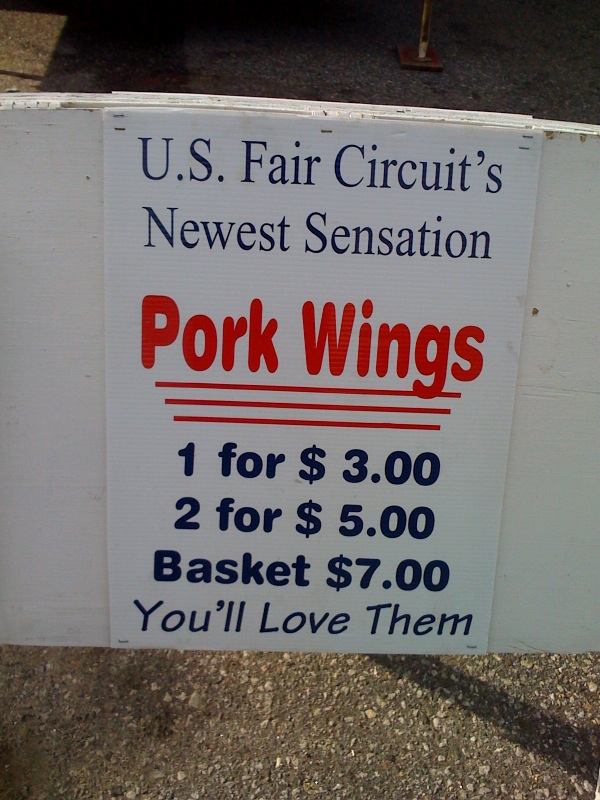 U.S. Fair Circuit's
Newest Sensation
Pork Wings
1 for $ 3.00
2 for $ 5.00
Basket $7.00
You'll Love Them